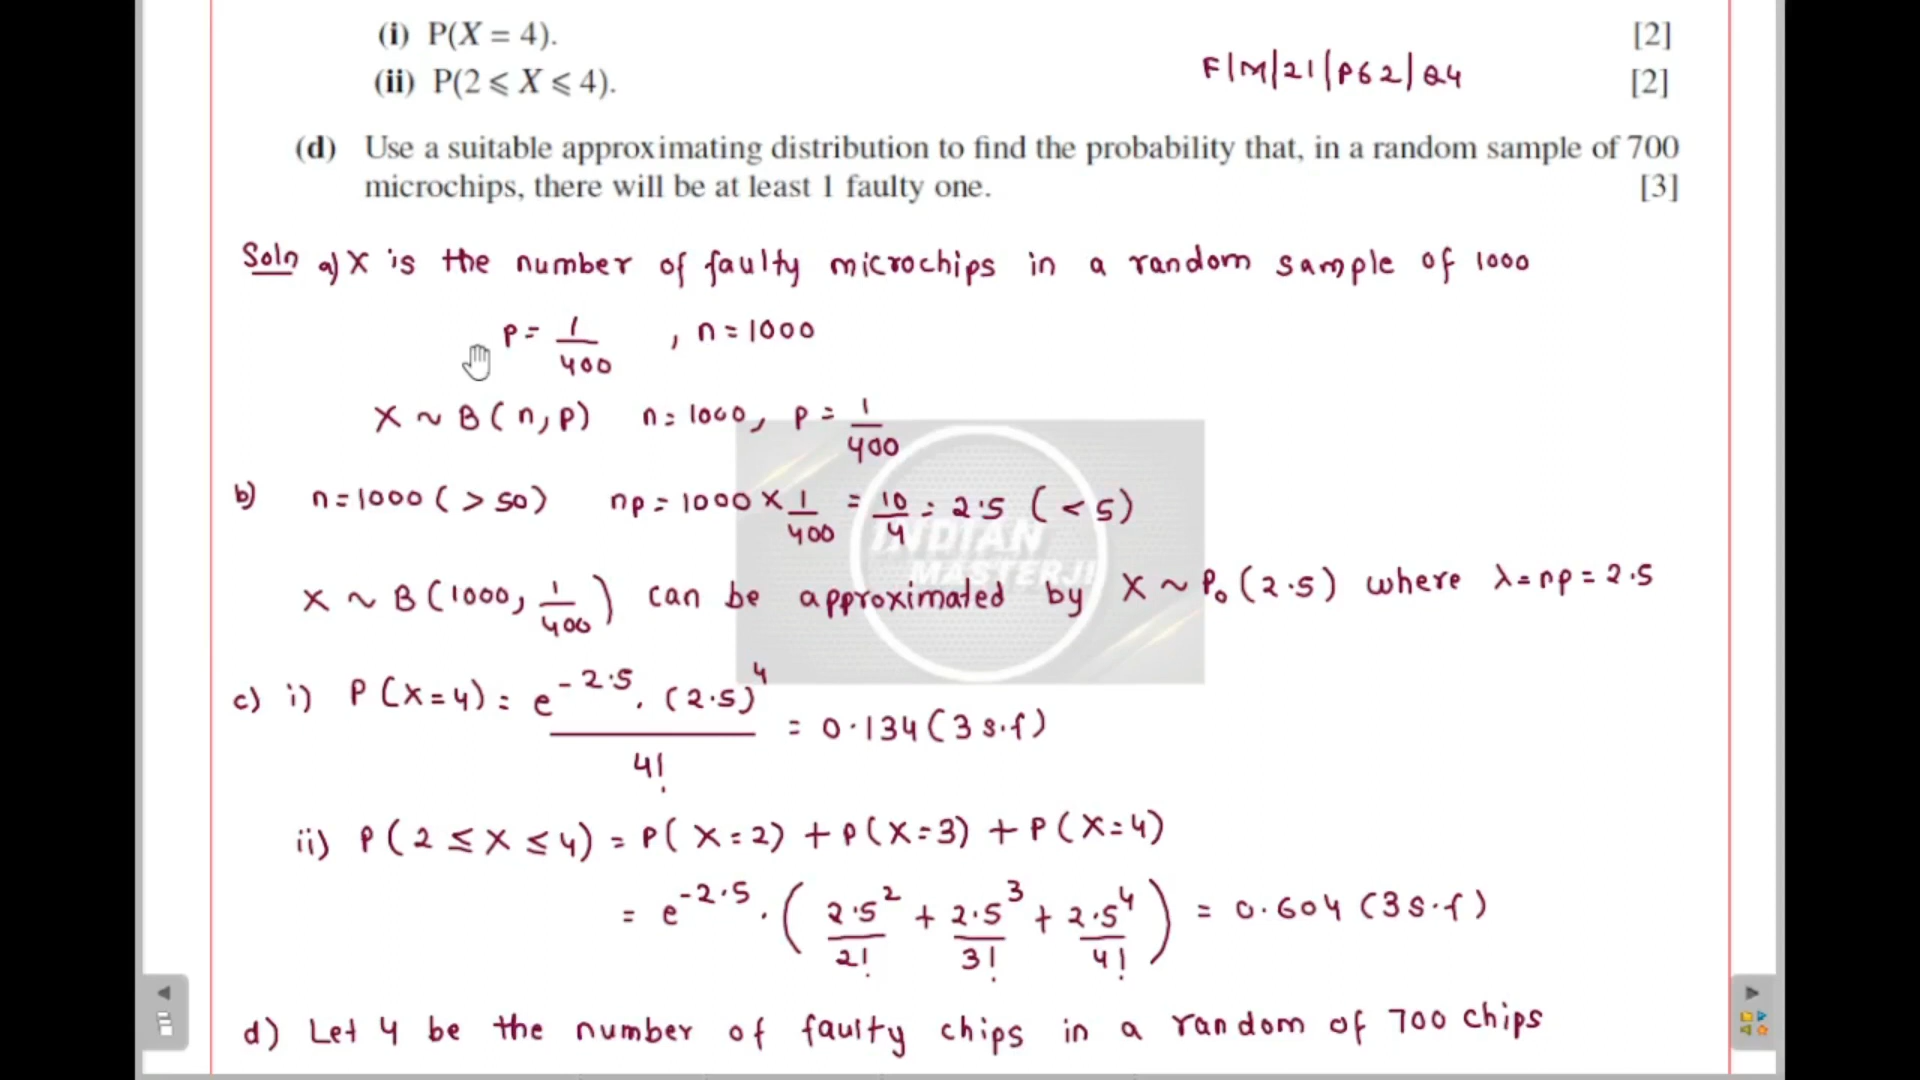 (i) P(X = 4). [2]
F/M/21/P62/Q4
(ii) P(2 ⩽ X ⩽ 4). [2]
(d) Use a suitable approximating distribution to find the probability that, in a random sample of 700
microchips, there will be at least 1 faulty one. [3]
Soln a) X is the number of faulty microchips in a random sample of 1000
p = 1/400 , n = 1000
X ~ B(n, p) n = 1000, p = 1/400
b) n = 1000 (> 50) np = 1000 × 1/400 = 10/4 = 2.5 (< 5)
INDIAN
MASTERJI
X ~ B(1000, 1/400) can be approximated by X ~ Po(2.5) where λ = np = 2.5
c) i) P(X = 4) = e^-2.5 . (2.5)^4 / 4! = 0.134 (3 s.f)
ii) P(2 ≤ X ≤ 4) = P(X = 2) + P(X = 3) + P(X = 4)
= e^-2.5 . (2.5^2/2! + 2.5^3/3! + 2.5^4/4!) = 0.604 (3 s.f)
d) Let Y be the number of faulty chips in a random of 700 chips